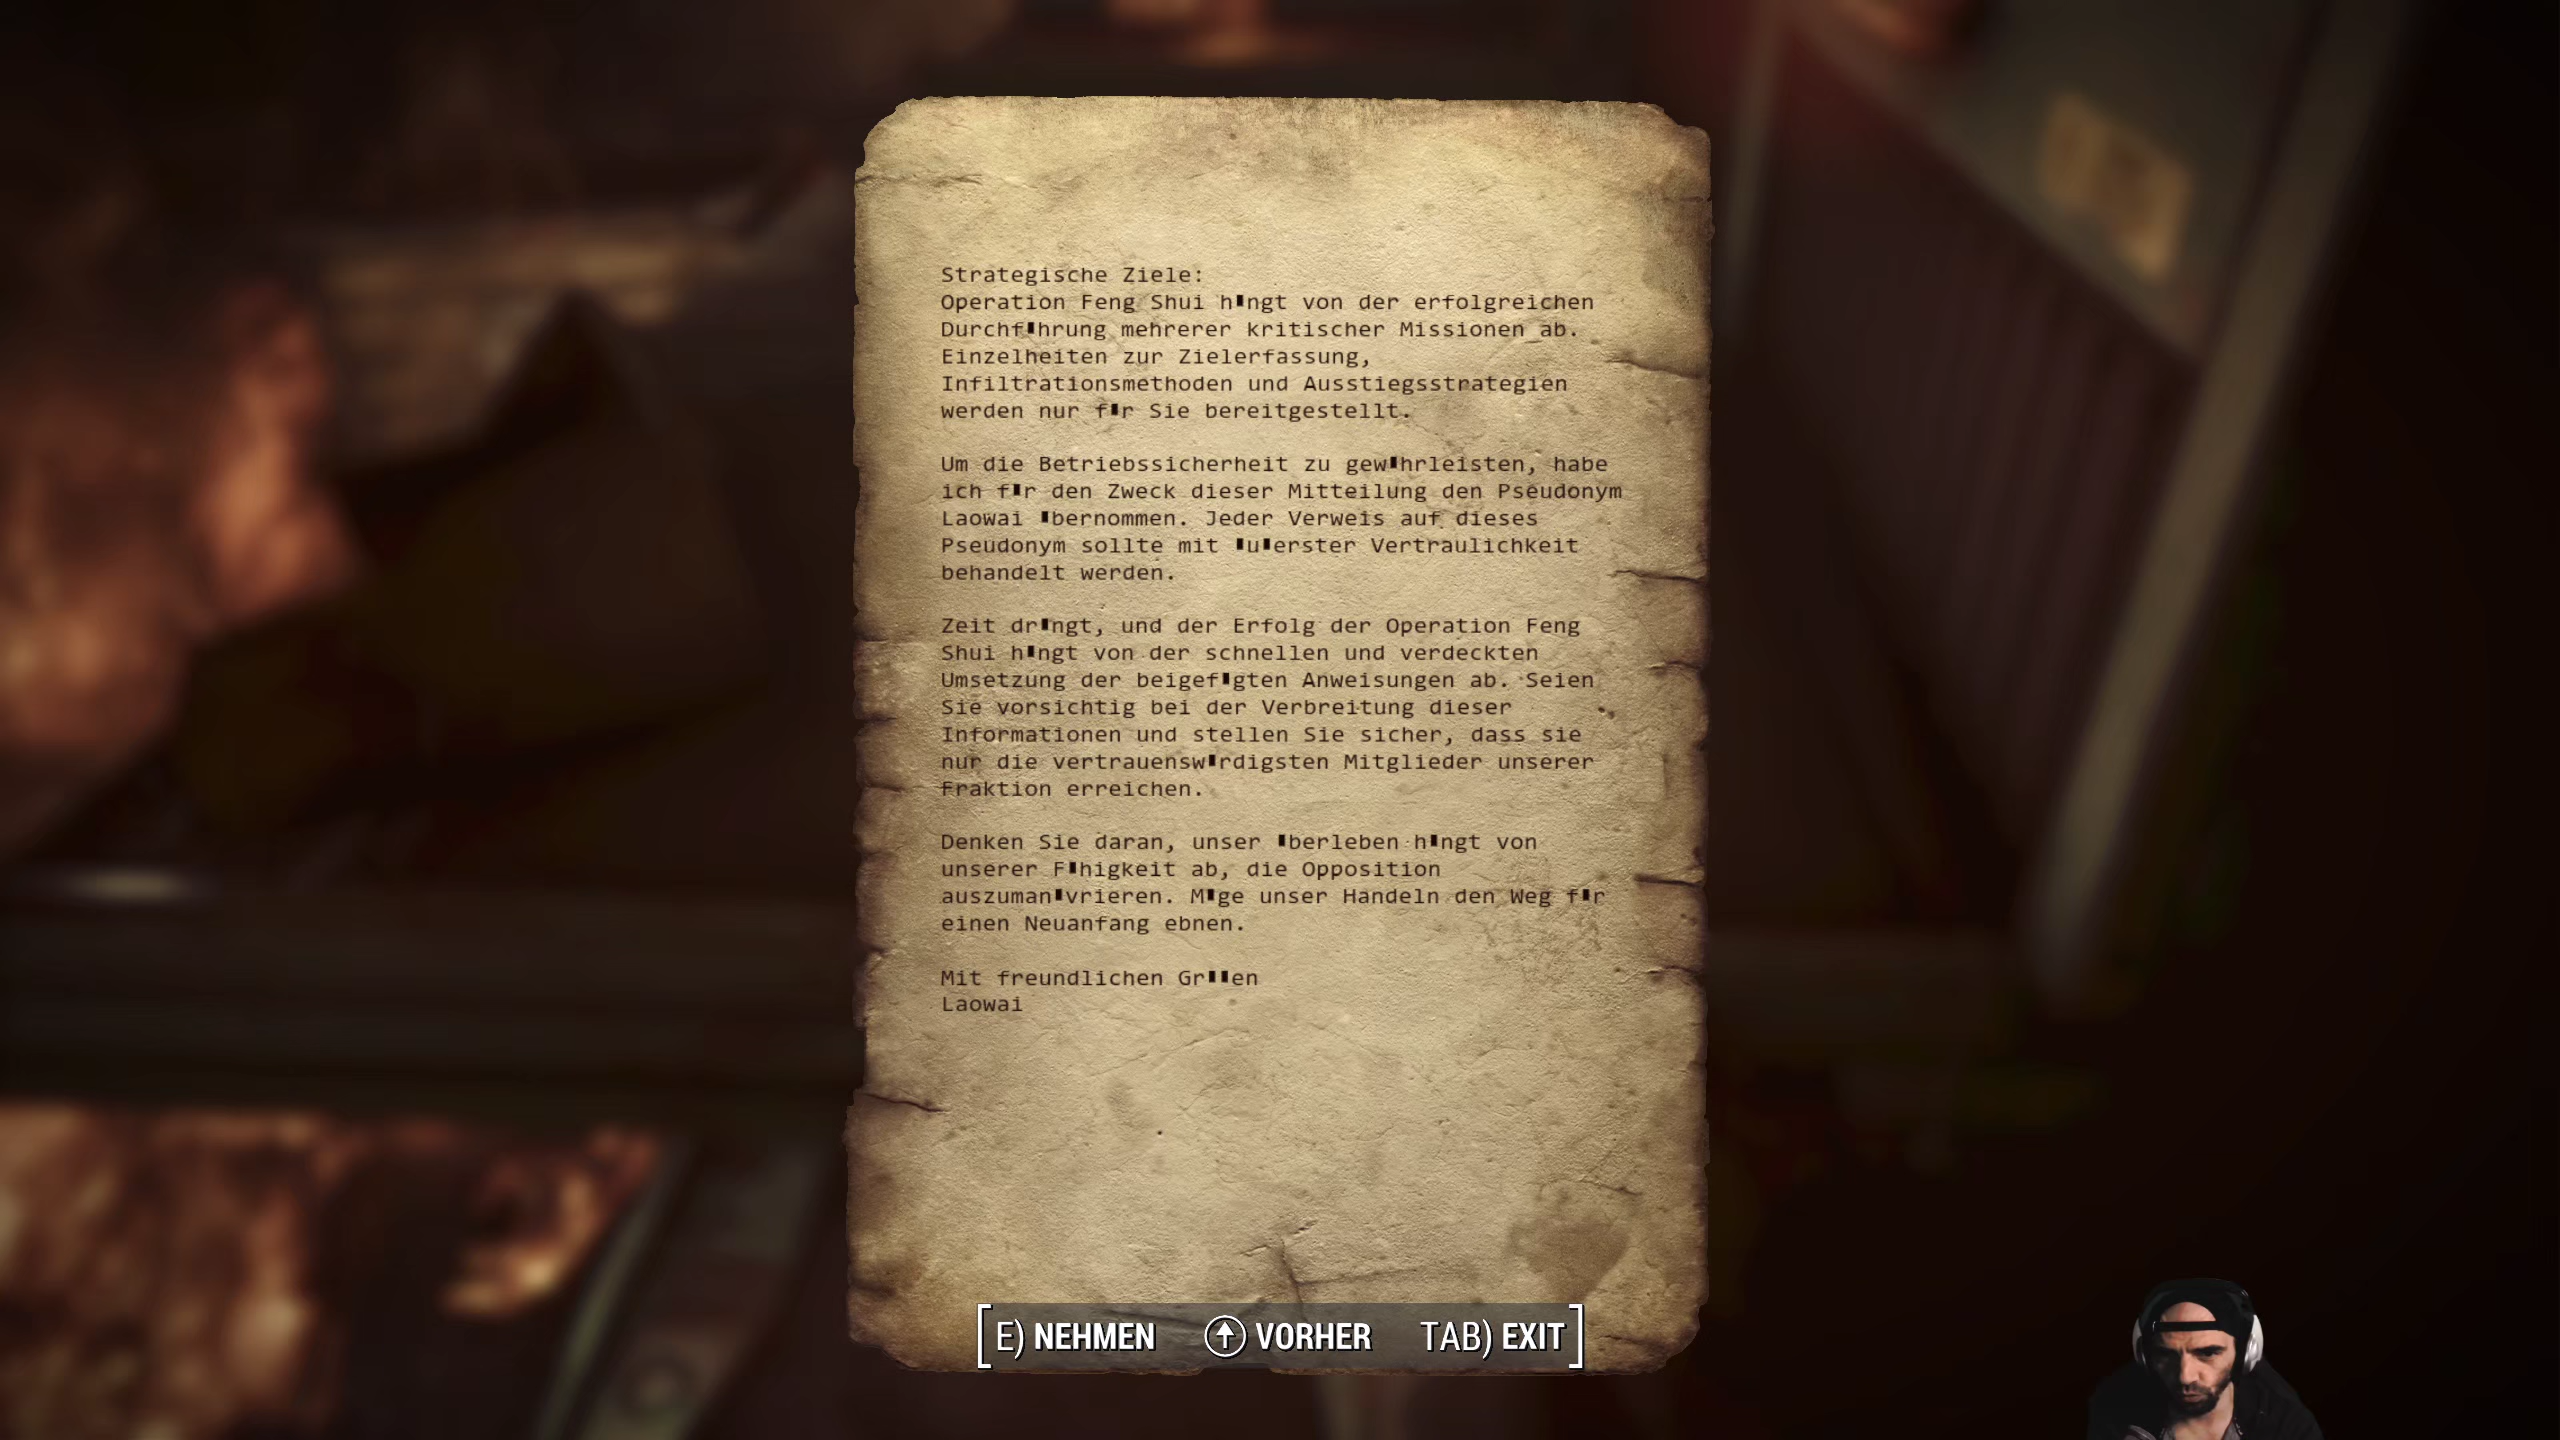 Strategische Ziele:
Operation Feng Shui h▮ngt von der erfolgreichen
Durchf▮hrung mehrerer kritischer Missionen ab.
Einzelheiten zur Zielerfassung,
Infiltrationsmethoden und Ausstiegsstrategien
werden nur f▮r Sie bereitgestellt.
Um die Betriebssicherheit zu gew▮hrleisten, habe
ich f▮r den Zweck dieser Mitteilung den Pseudonym
Laowai ▮bernommen. Jeder Verweis auf dieses
Pseudonym sollte mit ▮u▮erster Vertraulichkeit
behandelt werden.
Zeit dr▮ngt, und der Erfolg der Operation Feng
Shui h▮ngt von der schnellen und verdeckten
Umsetzung der beigef▮gten Anweisungen ab. Seien
Sie vorsichtig bei der Verbreitung dieser
Informationen und stellen Sie sicher, dass sie
nur die vertrauensw▮rdigsten Mitglieder unserer
Fraktion erreichen.
Denken Sie daran, unser ▮berleben h▮ngt von
unserer F▮higkeit ab, die Opposition
auszuman▮vrieren. M▮ge unser Handeln den Weg f▮r
einen Neuanfang ebnen.
Mit freundlichen Gr▮▮en
Laowai
E) NEHMEN VORHER TAB) EXIT